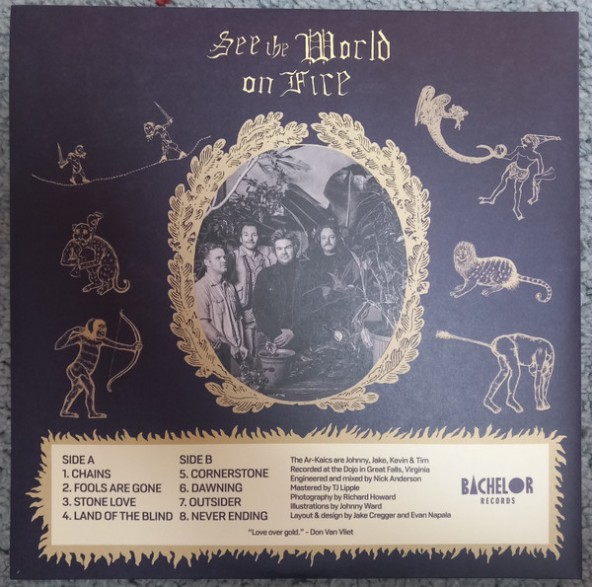 See the World
on Fire
SIDE A
1. CHAINS
2. FOOLS ARE GONE
3. STONE LOVE
4. LAND OF THE BLIND
SIDE B
5. CORNERSTONE
6. DAWNING
7. OUTSIDER
8. NEVER ENDING
The Ar-Kaics are Johnny, Jake, Kevin & Tim
Recorded at the Dojo in Great Falls, Virginia
Engineered and mixed by Nick Anderson
Mastered by TJ Lipple
Photography by Richard Howard
Illustrations by Johnny Ward
Layout & design by Jake Cregger and Evan Napala
BACHELOR
RECORDS
"Love over gold." - Don Van Vliet